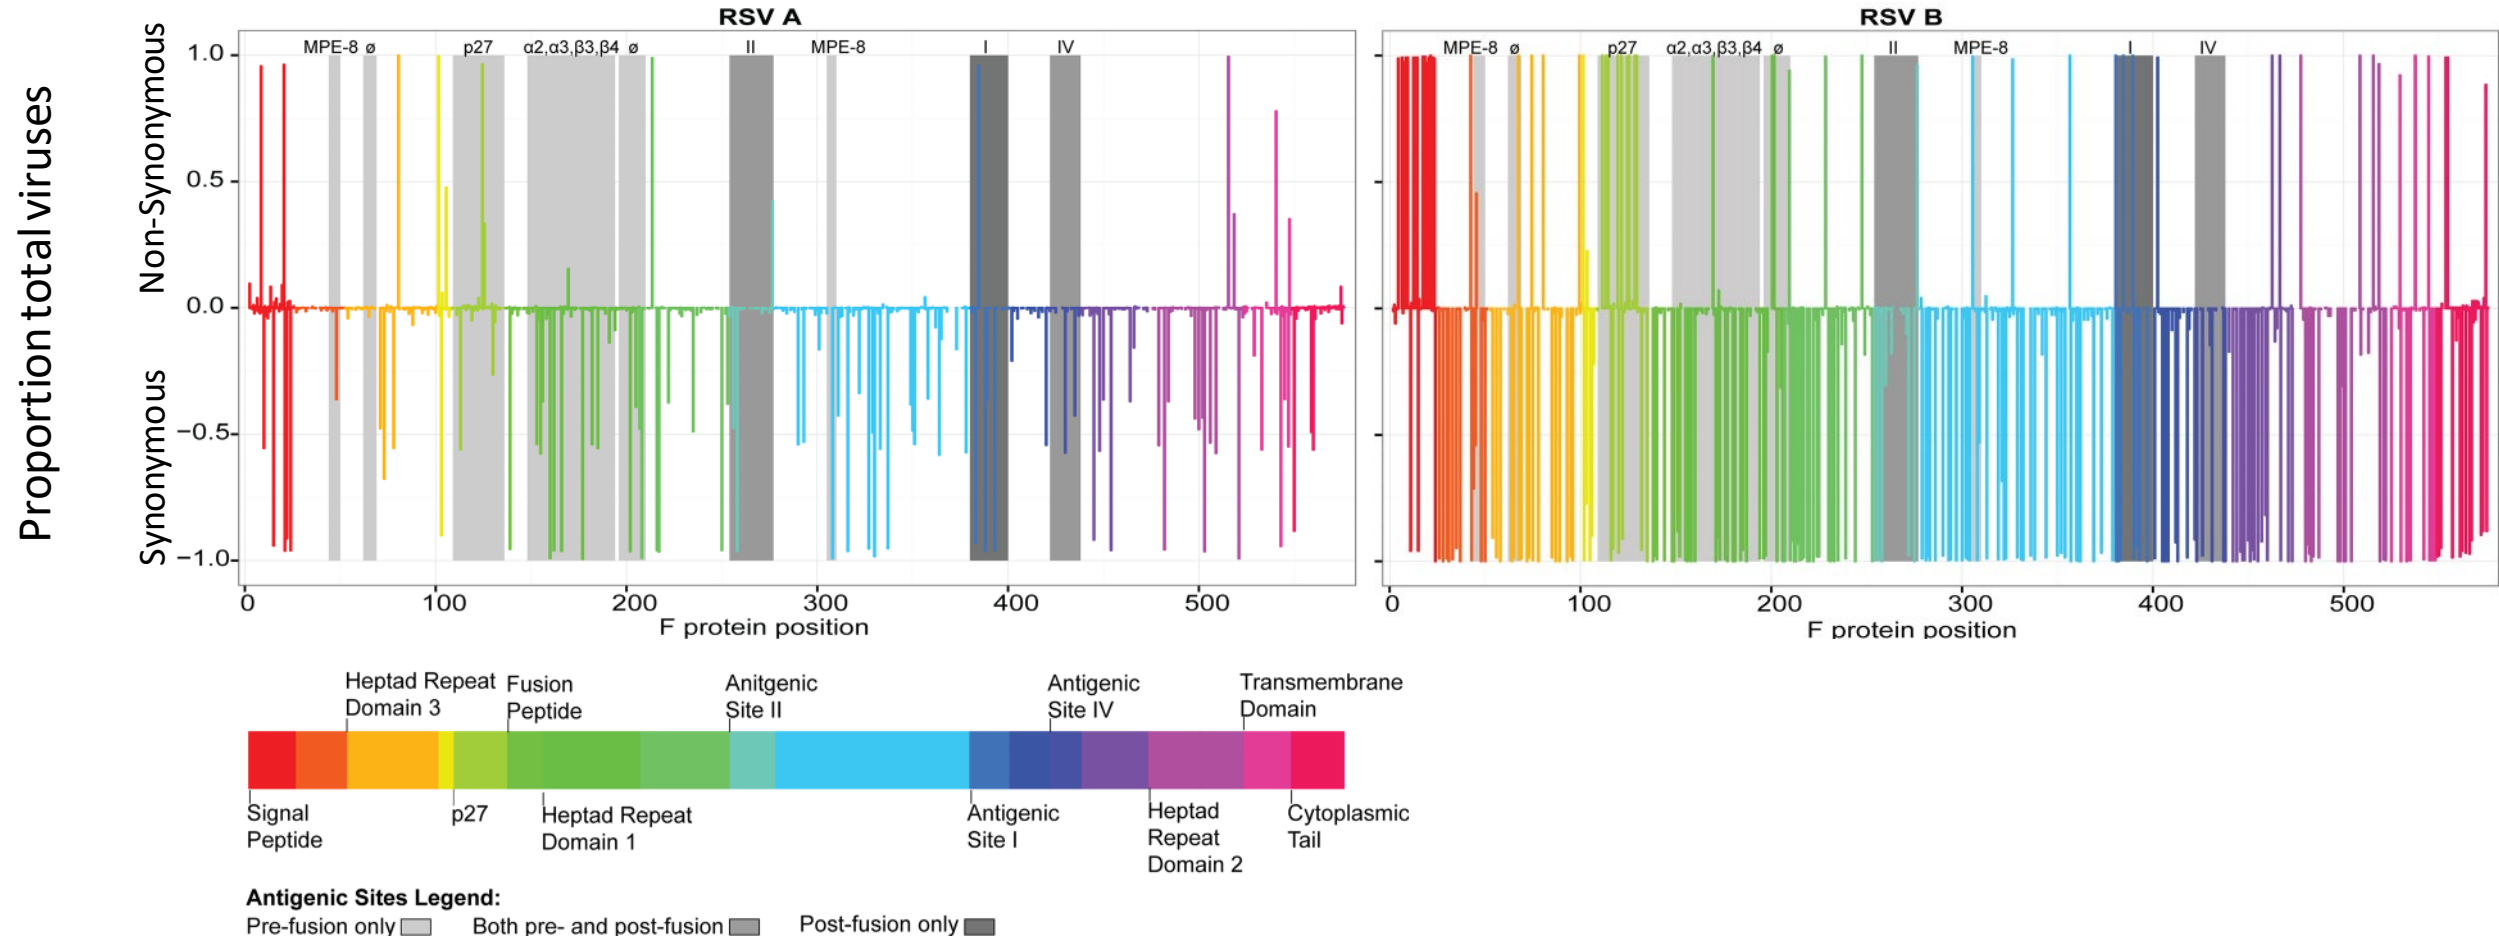 RSV A
RSV B
MPE-8 ø p27 α2,α3,β3,β4 ø II MPE-8 I IV
MPE-8 ø p27 α2,α3,β3,β4 ø II MPE-8 I IV
Proportion total viruses
Non-Synonymous
Synonymous
1.0
0.5
0.0
−0.5
−1.0
0 100 200 300 400 500
0 100 200 300 400 500
F protein position
F protein position
Heptad Repeat
Domain 3
Fusion
Peptide
Anitgenic
Site II
Antigenic
Site IV
Transmembrane
Domain
Signal
Peptide
p27
Heptad Repeat
Domain 1
Antigenic
Site I
Heptad
Repeat
Domain 2
Cytoplasmic
Tail
Antigenic Sites Legend:
Pre-fusion only
Both pre- and post-fusion
Post-fusion only